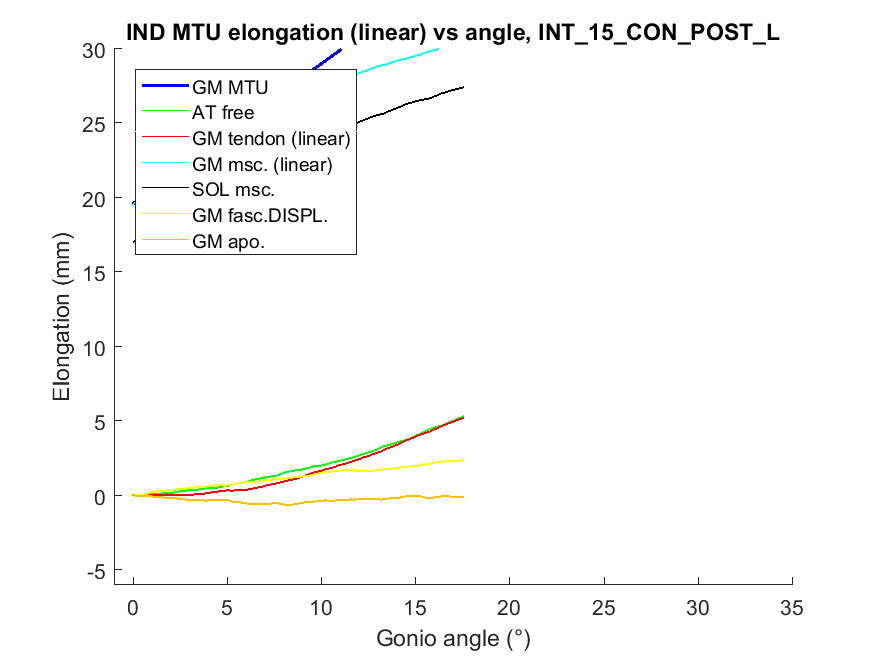 IND MTU elongation (linear) vs angle, INT_15_CON_POST_L
30
25
20
15
10
5
0
-5
Elongation (mm)
GM MTU
AT free
GM tendon (linear)
GM msc. (linear)
SOL msc.
GM fasc.DISPL.
GM apo.
0 5 10 15 20 25 30 35
Gonio angle (°)